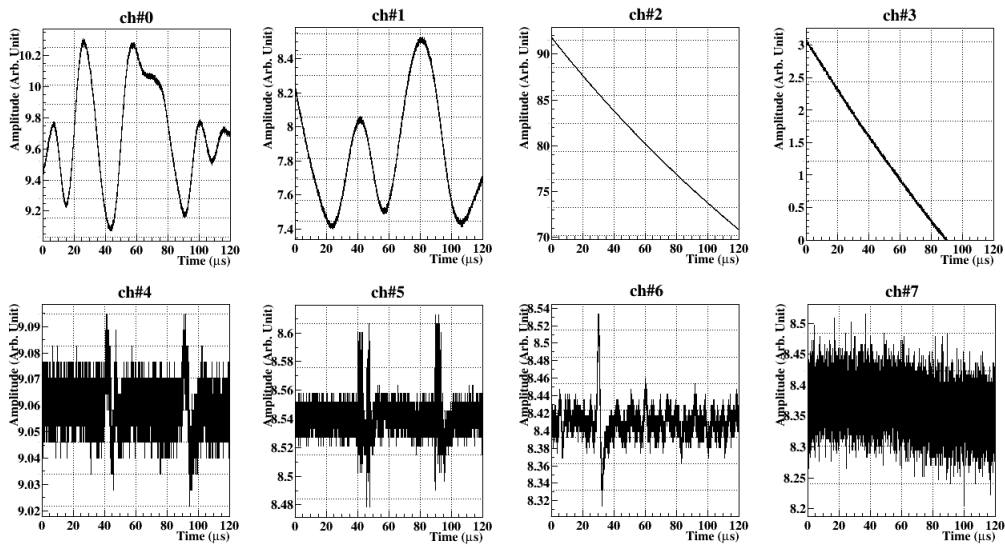 ch#0
Amplitude (Arb. Unit)
10.2
10
9.8
9.6
9.4
9.2
0 20 40 60 80 100 120
Time (μs)
ch#1
Amplitude (Arb. Unit)
8.4
8.2
8
7.8
7.6
7.4
0 20 40 60 80 100 120
Time (μs)
ch#2
Amplitude (Arb. Unit)
90
85
80
75
70
0 20 40 60 80 100 120
Time (μs)
ch#3
Amplitude (Arb. Unit)
3
2.5
2
1.5
1
0.5
0
0 20 40 60 80 100 120
Time (μs)
ch#4
Amplitude (Arb. Unit)
9.09
9.08
9.07
9.06
9.05
9.04
9.03
9.02
0 20 40 60 80 100 120
Time (μs)
ch#5
Amplitude (Arb. Unit)
8.6
8.58
8.56
8.54
8.52
8.5
8.48
0 20 40 60 80 100 120
Time (μs)
ch#6
Amplitude (Arb. Unit)
8.54
8.52
8.5
8.48
8.46
8.44
8.42
8.4
8.38
8.36
8.34
8.32
0 20 40 60 80 100 120
Time (μs)
ch#7
Amplitude (Arb. Unit)
8.5
8.45
8.4
8.35
8.3
8.25
8.2
0 20 40 60 80 100 120
Time (μs)